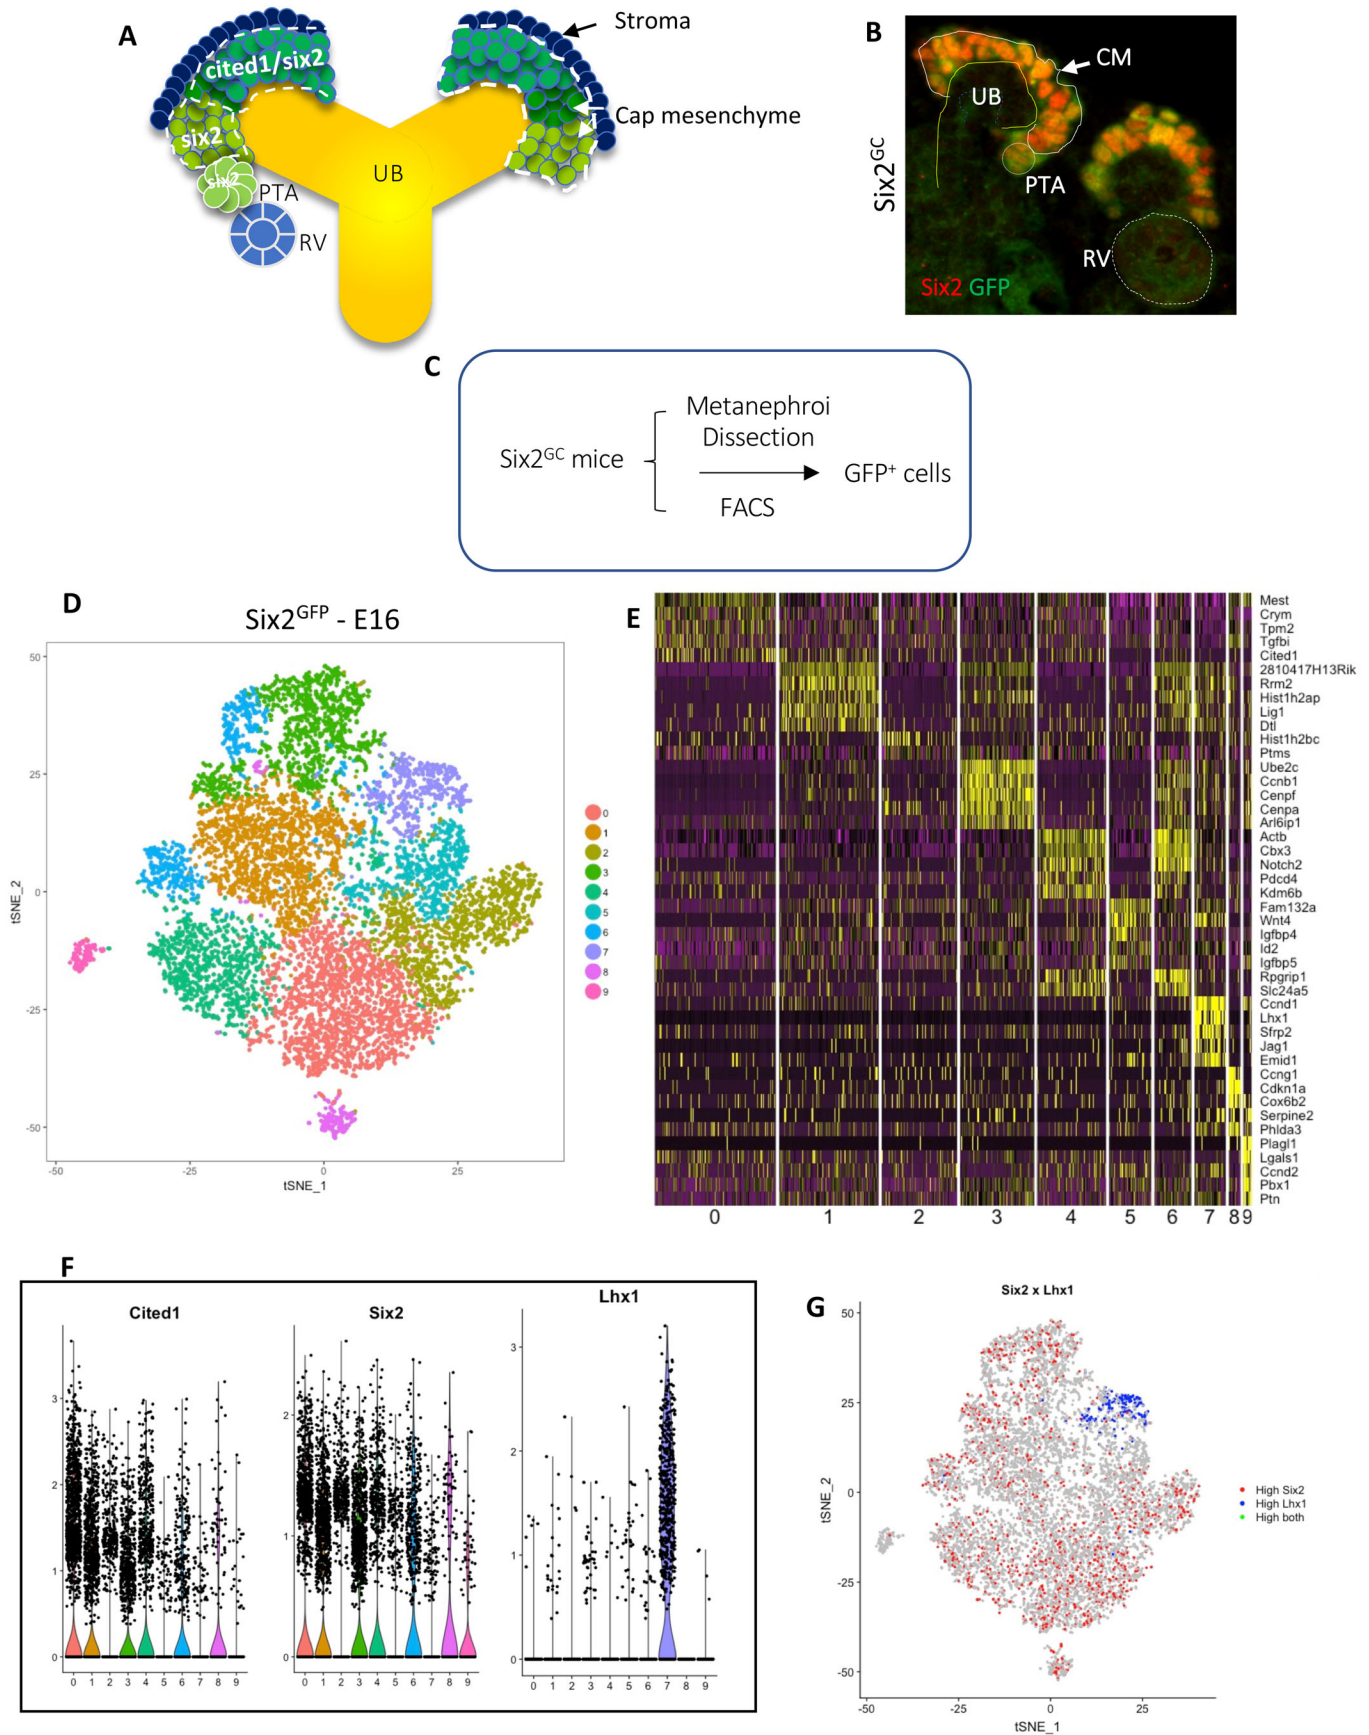 A
Stroma
cited1/six2
Cap mesenchyme
six2
UB
six2
PTA
RV
B
CM
UB
Six2GC
PTA
RV
Six2 GFP
C
Metanephroi
Dissection
Six2GC mice
GFP+ cells
FACS
D
Six2GFP - E16
50
25
0
-25
-50
tSNE_2
-50
-25
0
25
tSNE_1
0
1
2
3
4
5
6
7
8
9
E
Mest
Crym
Tpm2
Tgfbi
Cited1
2810417H13Rik
Rrm2
Hist1h2ap
Lig1
Dtl
Hist1h2bc
Ptms
Ube2c
Ccnb1
Cenpf
Cenpa
Arl6ip1
Actb
Cbx3
Notch2
Pdcd4
Kdm6b
Fam132a
Wnt4
Igfbp4
Id2
Igfbp5
Rpgrip1
Slc24a5
Ccnd1
Lhx1
Sfrp2
Jag1
Emid1
Ccng1
Cdkn1a
Cox6b2
Serpine2
Phlda3
Plagl1
Lgals1
Ccnd2
Pbx1
Ptn
0 1 2 3 4 5 6 7 8 9
F
Cited1
3
2
1
0
0 1 2 3 4 5 6 7 8 9
Six2
2
1
0
0 1 2 3 4 5 6 7 8 9
Lhx1
3
2
1
0
0 1 2 3 4 5 6 7 8 9
G
Six2 x Lhx1
50
25
0
-25
-50
tSNE_2
-50
-25
0
25
tSNE_1
High Six2
High Lhx1
High both